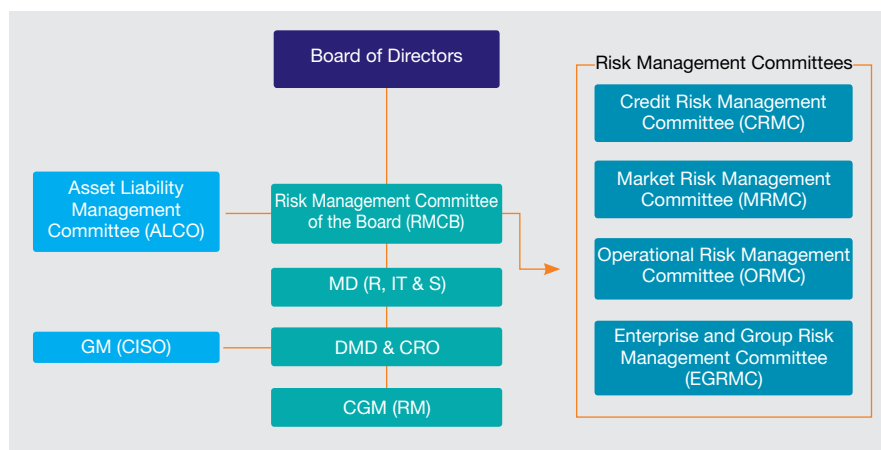 Board of Directors
Asset Liability
Management
Committee (ALCO)
Risk Management Committee
of the Board (RMCB)
MD (R, IT & S)
GM (CISO)
DMD & CRO
CGM (RM)
Risk Management Committees
Credit Risk Management
Committee (CRMC)
Market Risk Management
Committee (MRMC)
Operational Risk Management
Committee (ORMC)
Enterprise and Group Risk
Management Committee
(EGRMC)